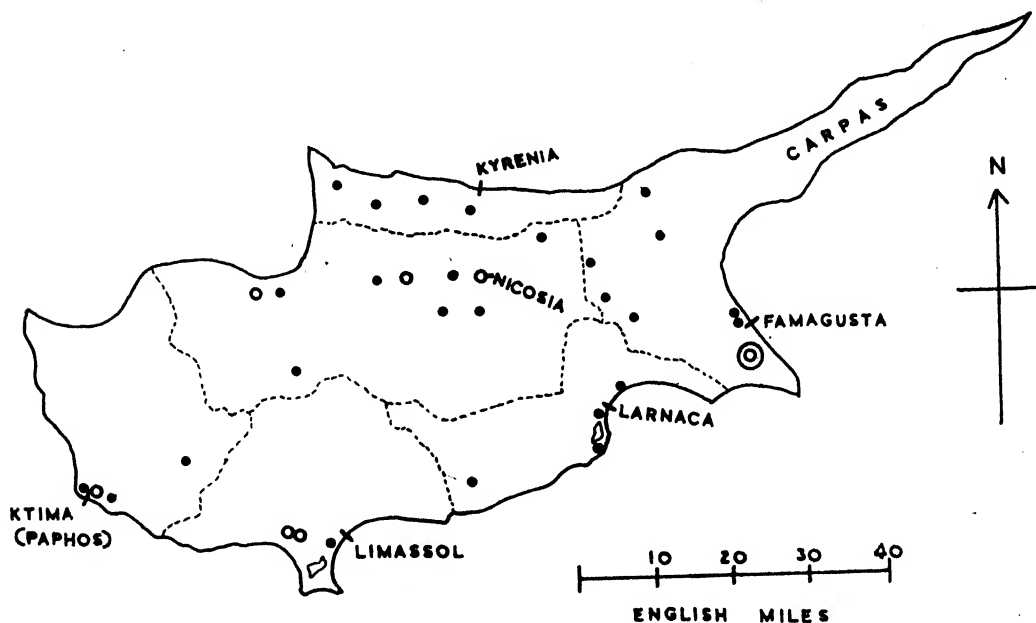 CARPAS
KYRENIA
N
NICOSIA
FAMAGUSTA
LARNACA
KTIMA
(PAPHOS)
LIMASSOL
10 20 30 40
ENGLISH MILES